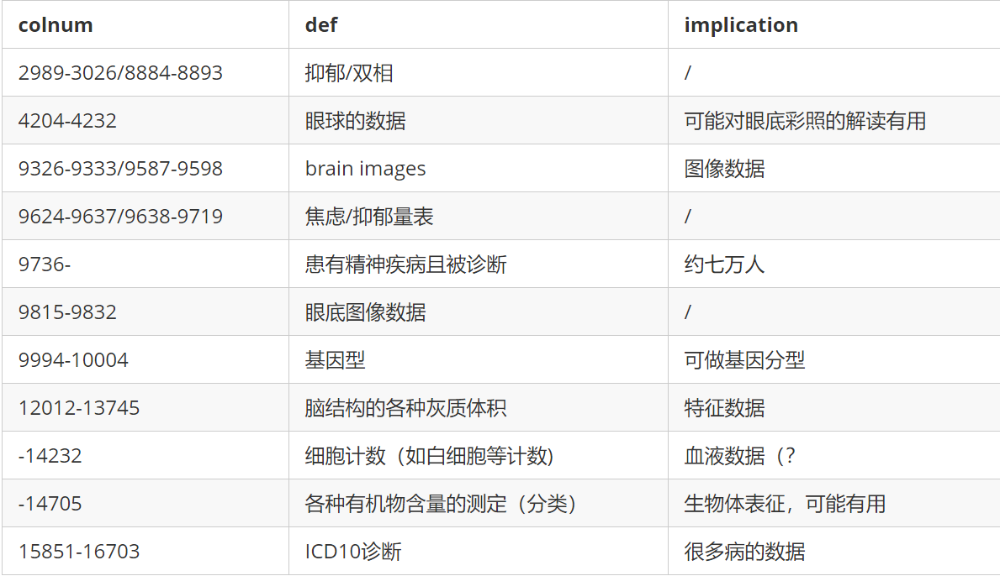 colnum def implication
2989-3026/8884-8893 抑郁/双相 /
4204-4232 眼球的数据 可能对眼底彩照的解读有用
9326-9333/9587-9598 brain images 图像数据
9624-9637/9638-9719 焦虑/抑郁量表 /
9736- 患有精神疾病且被诊断 约七万人
9815-9832 眼底图像数据 /
9994-10004 基因型 可做基因分型
12012-13745 脑结构的各种灰质体积 特征数据
-14232 细胞计数（如白细胞等计数) 血液数据（?
-14705 各种有机物含量的测定（分类） 生物体表征，可能有用
15851-16703 ICD10诊断 很多病的数据